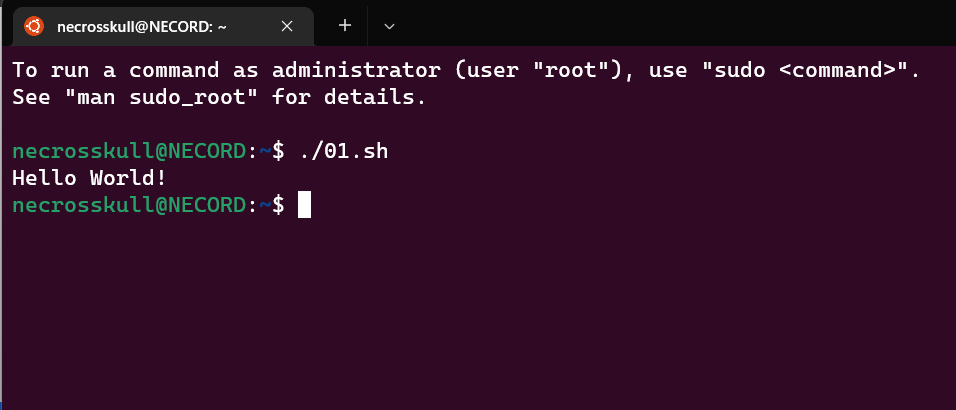 necrosskull@NECORD: ~
To run a command as administrator (user "root"), use "sudo <command>".
See "man sudo_root" for details.
necrosskull@NECORD:~$ ./01.sh
Hello World!
necrosskull@NECORD:~$